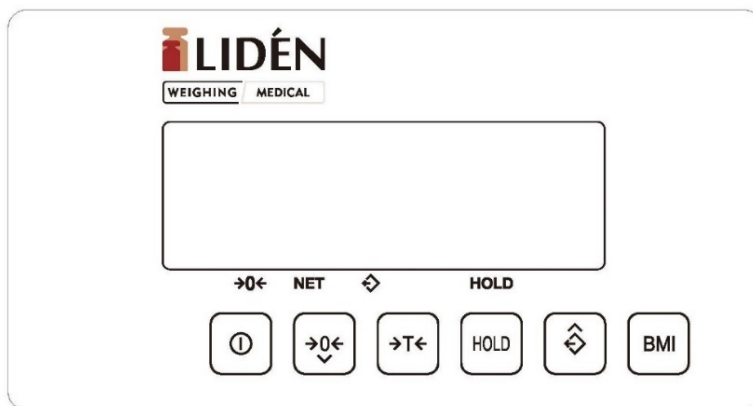 LIDÉN
WEIGHING MEDICAL
→0← NET HOLD
→0← →T← HOLD BMI